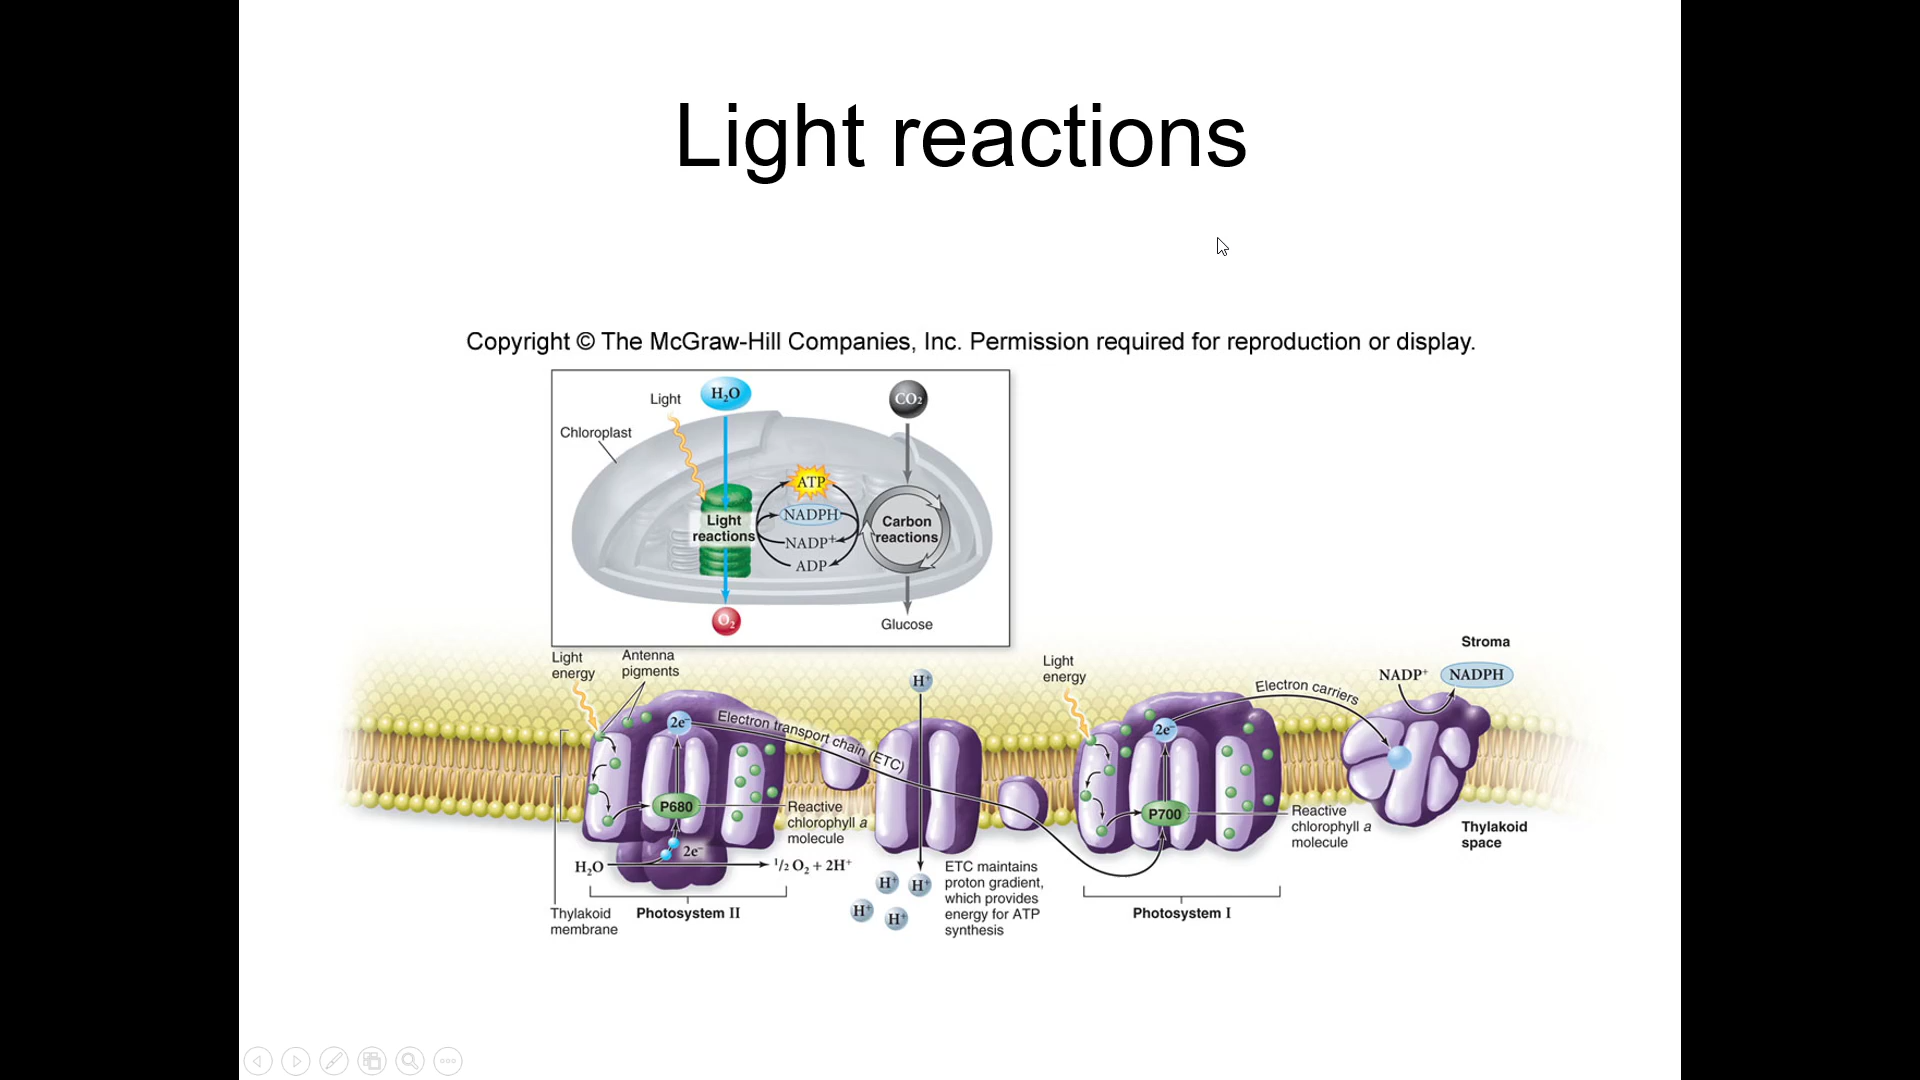 Light reactions
Copyright © The McGraw-Hill Companies, Inc. Permission required for reproduction or display.
Light
H₂O
CO₂
Chloroplast
ATP
NADPH
NADP⁺
ADP
Light
reactions
Carbon
reactions
O₂
Glucose
Light
energy
Antenna
pigments
H⁺
Light
energy
Stroma
NADP⁺
NADPH
Electron carriers
2e⁻
Electron transport chain (ETC)
2e⁻
P680
Reactive
chlorophyll a
molecule
P700
Reactive
chlorophyll a
molecule
Thylakoid
space
2e⁻
H₂O
1/2 O₂ + 2H⁺
H⁺
H⁺
H⁺
H⁺
ETC maintains
proton gradient,
which provides
energy for ATP
synthesis
Thylakoid
membrane
Photosystem II
Photosystem I